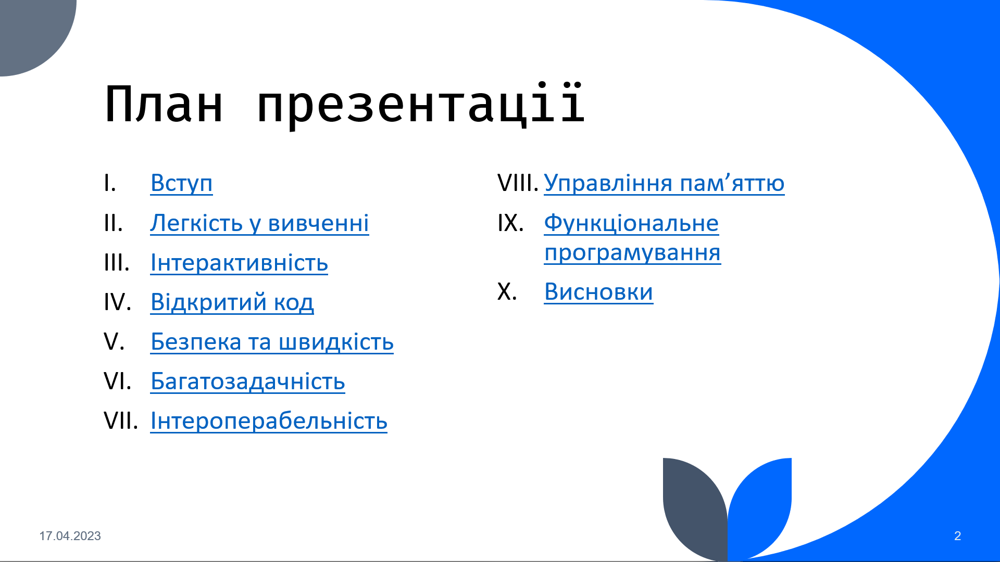 План презентації
I. Вступ
II. Легкість у вивченні
III. Інтерактивність
IV. Відкритий код
V. Безпека та швидкість
VI. Багатозадачність
VII. Інтероперабельність
VIII. Управління пам’яттю
IX. Функціональне
програмування
X. Висновки
17.04.2023
2